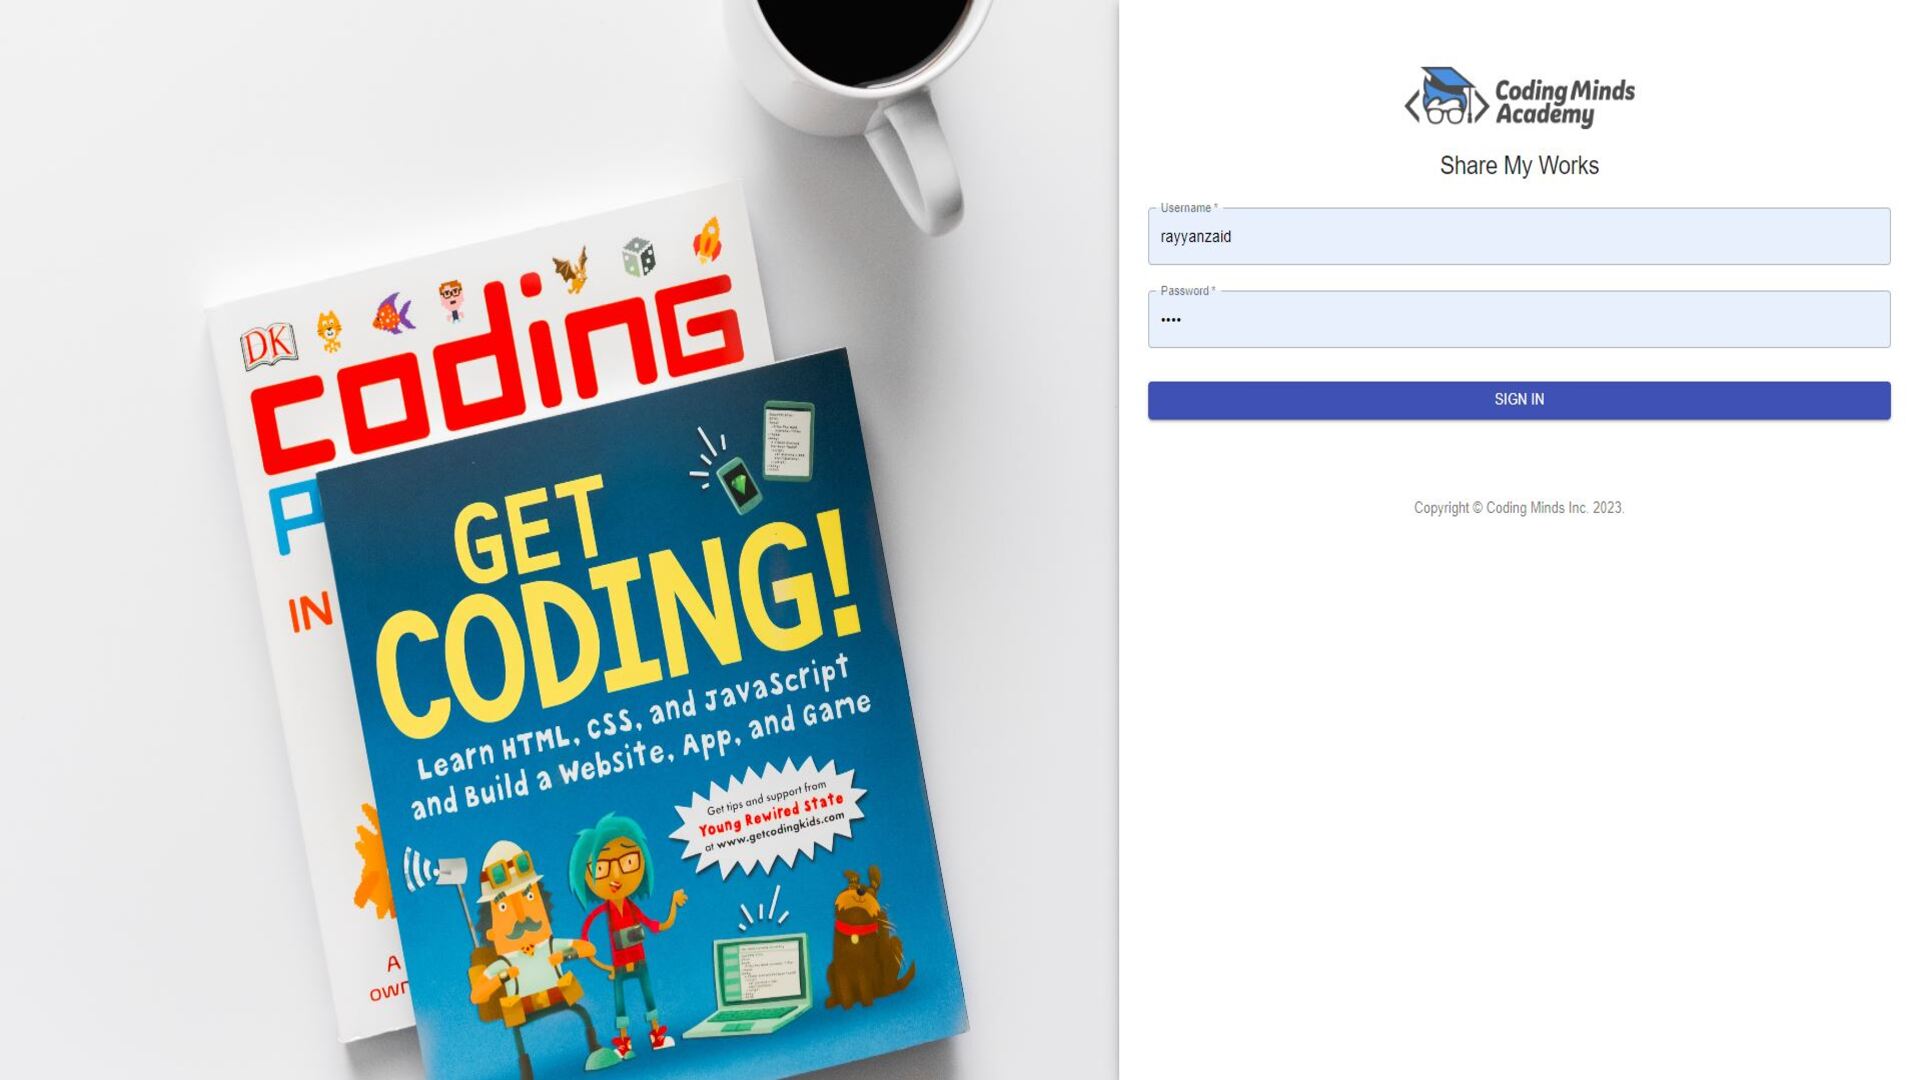 DK
coding
P
IN
A
own
GET
CODING!
Learn HTML, CSS, and JavaScript
and Build a Website, App, and Game
Get tips and support from
Young Rewired State
at www.getcodingkids.com
Coding Minds
Academy
Share My Works
Username *
rayyanzaid
Password *
••••
SIGN IN
Copyright © Coding Minds Inc. 2023.